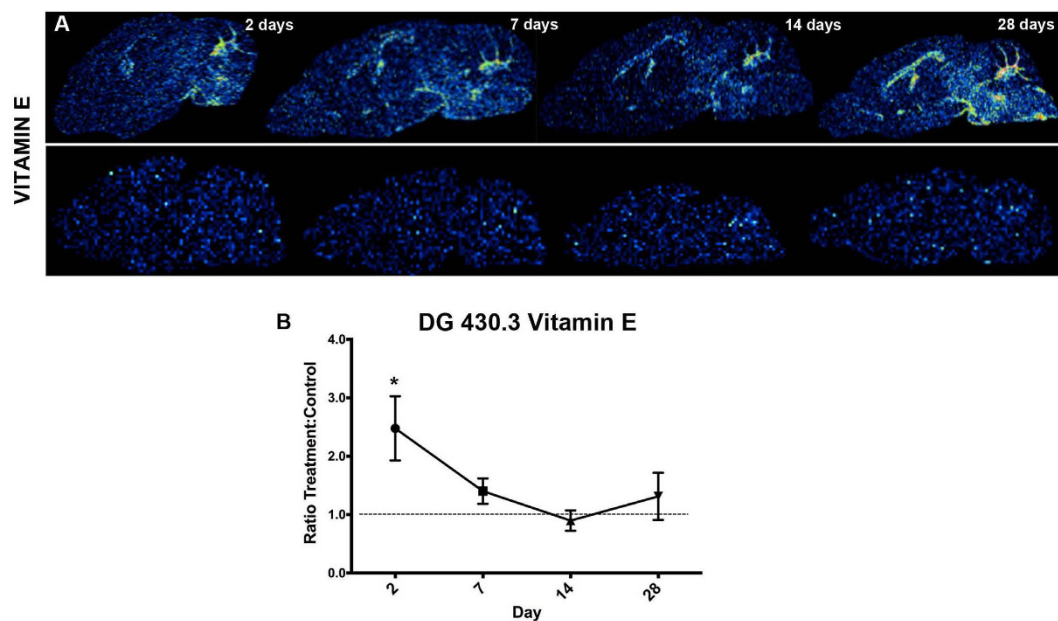 A
2 days
7 days
14 days
28 days
VITAMIN E
B
DG 430.3 Vitamin E
4.0
*
3.0
2.0
1.0
0.0
Ratio Treatment:Control
2
7
14
28
Day